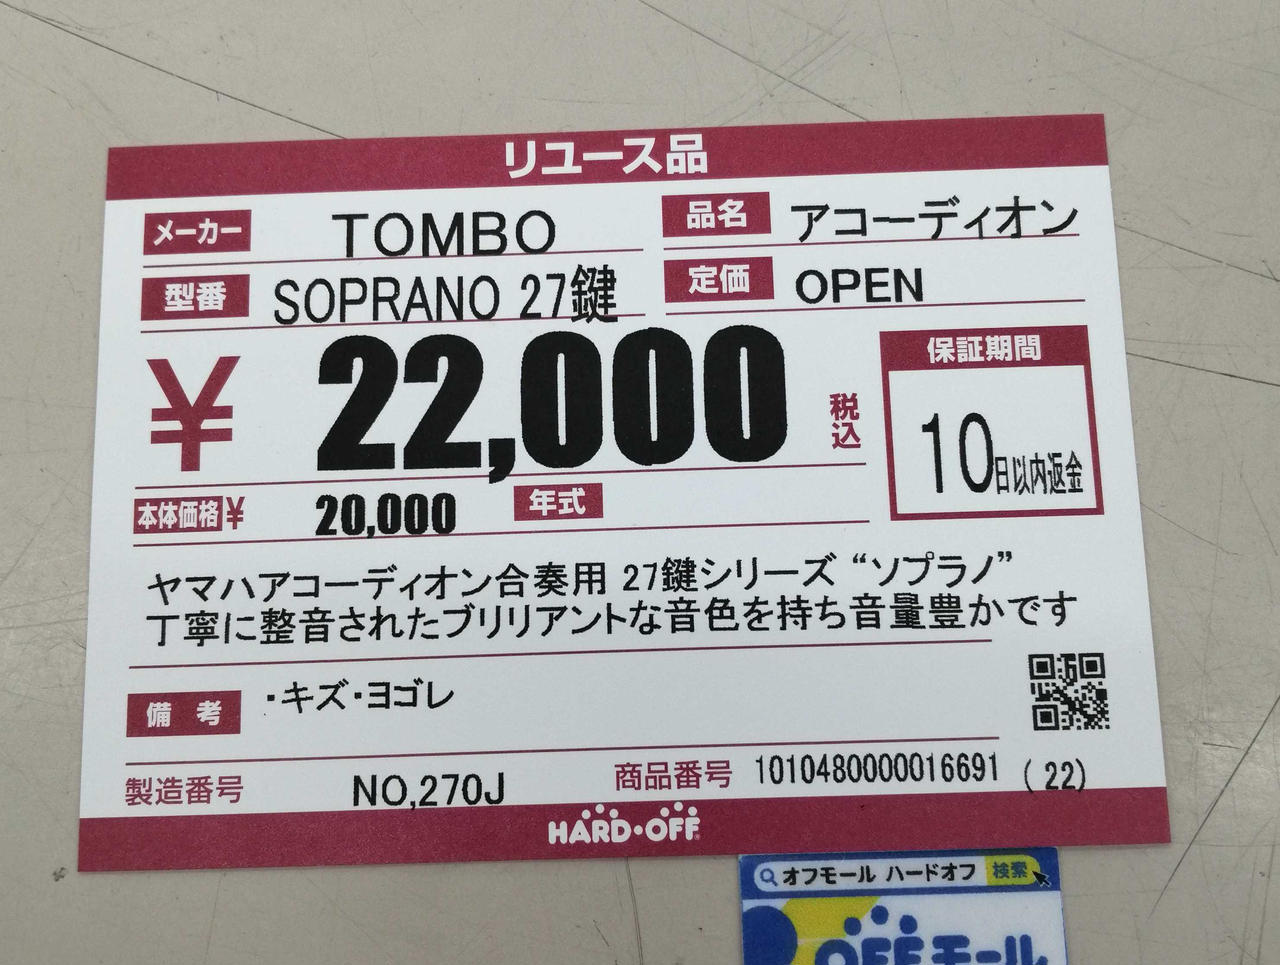 リユース品
メーカー TOMBO 品名 アコーディオン
型番 SOPRANO 27鍵 定価 OPEN
¥ 22,000 税込
保証期間
10日以内返金
本体価格 ¥ 20,000 年式
ヤマハアコーディオン合奏用 27鍵シリーズ “ソプラノ”
丁寧に整音されたブリリアントな音色を持ち音量豊かです
備考 ・キズ・ヨゴレ
製造番号 NO,270J 商品番号 1010480000016691 (22)
HARD・OFF
オフモール ハードオフ 検索
OFFモール